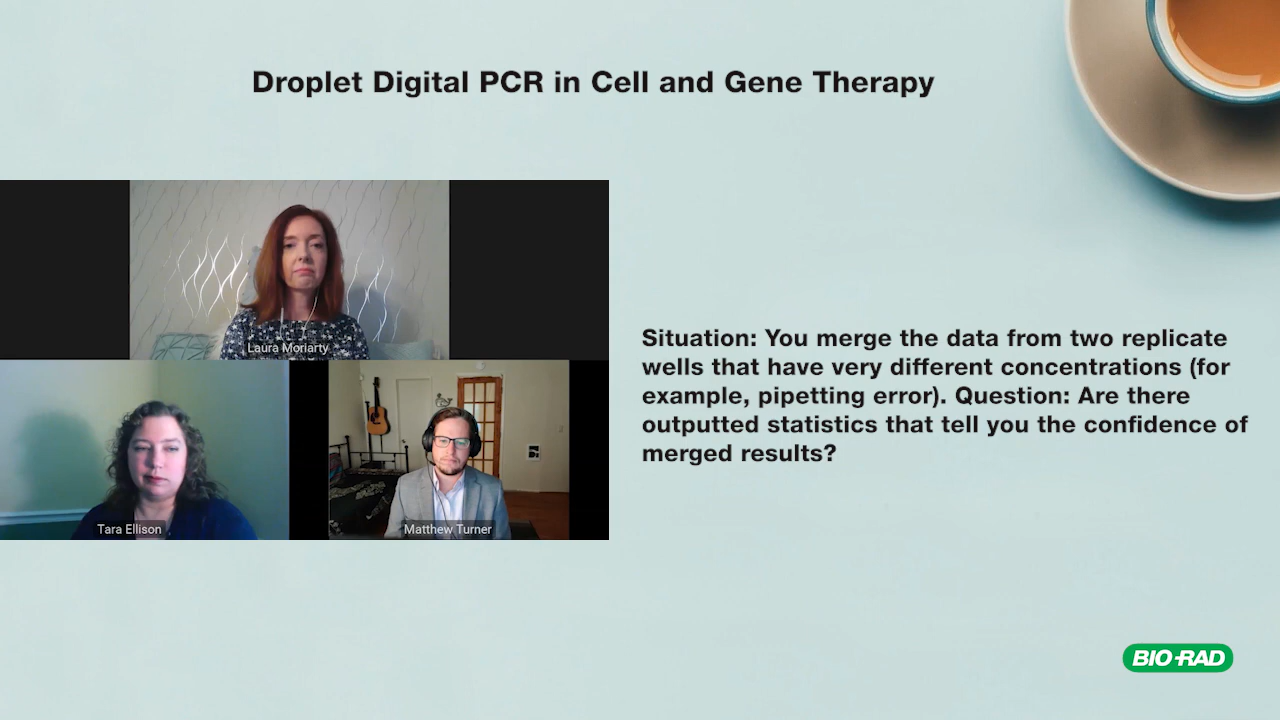 Droplet Digital PCR in Cell and Gene Therapy
Laura Moriarty
Tara Ellison
Matthew Turner
Situation: You merge the data from two replicate
wells that have very different concentrations (for
example, pipetting error). Question: Are there
outputted statistics that tell you the confidence of
merged results?
BIO-RAD